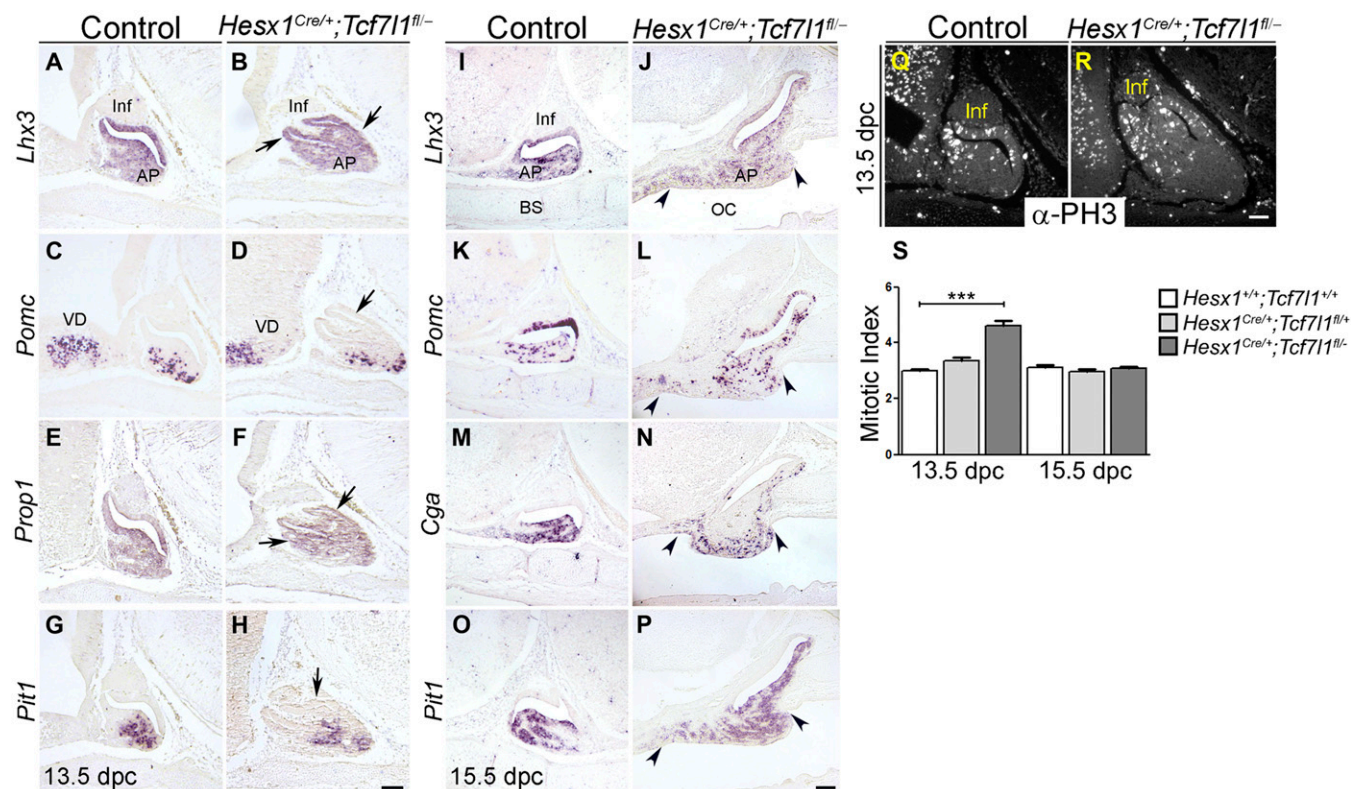 Control Hesx1Cre/+;Tcf7l1fl/–
A B
Inf Inf
AP AP
Lhx3
C D
VD VD
Pomc
E F
Prop1
G H
Pit1
13.5 dpc
Control Hesx1Cre/+;Tcf7l1fl/–
I J
Inf
AP AP
BS OC
Lhx3
K L
Pomc
M N
Cga
O P
Pit1
15.5 dpc
Control Hesx1Cre/+;Tcf7l1fl/–
Q R
Inf Inf
13.5 dpc
α-PH3
S
***
Mitotic Index
6
4
2
0
13.5 dpc 15.5 dpc
Hesx1+/+;Tcf7l1+/+
Hesx1Cre/+;Tcf7l1fl/+
Hesx1Cre/+;Tcf7l1fl/-